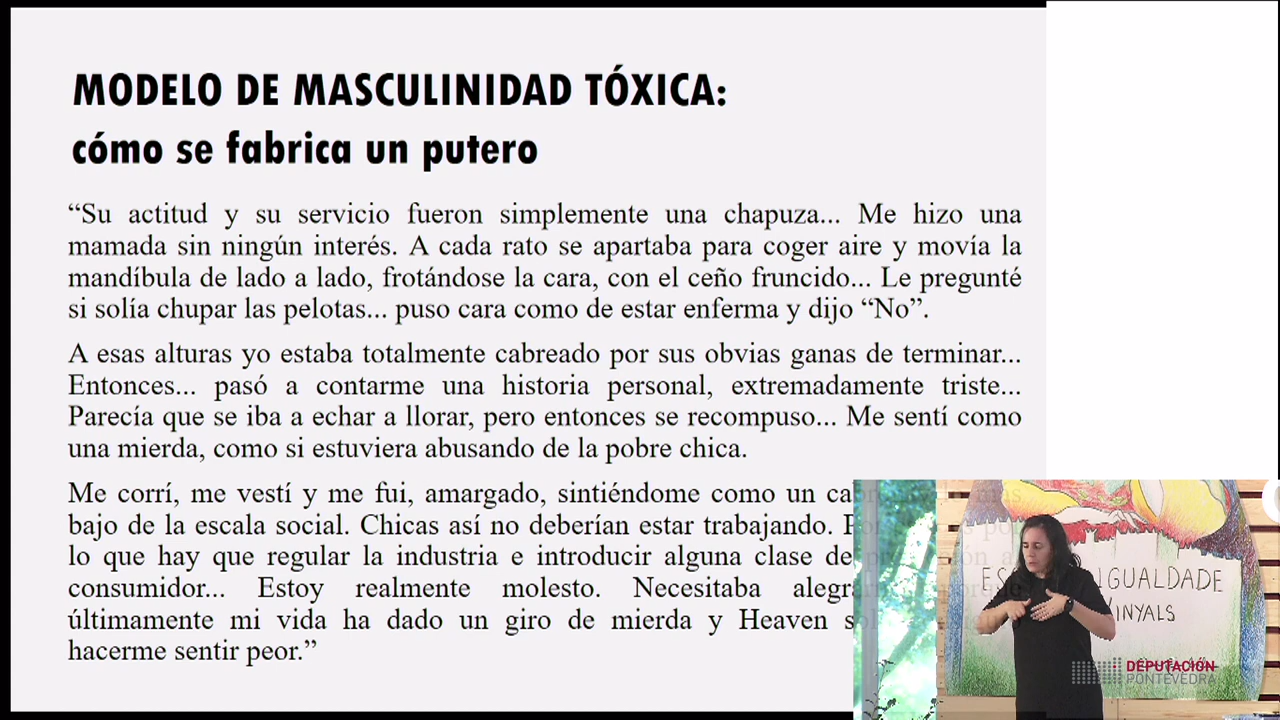 MODELO DE MASCULINIDAD TÓXICA:
cómo se fabrica un putero
“Su actitud y su servicio fueron simplemente una chapuza... Me hizo una
mamada sin ningún interés. A cada rato se apartaba para coger aire y movía la
mandíbula de lado a lado, frotándose la cara, con el ceño fruncido... Le pregunté
si solía chupar las pelotas... puso cara como de estar enferma y dijo “No”.
A esas alturas yo estaba totalmente cabreado por sus obvias ganas de terminar...
Entonces... pasó a contarme una historia personal, extremadamente triste...
Parecía que se iba a echar a llorar, pero entonces se recompuso... Me sentí como
una mierda, como si estuviera abusando de la pobre chica.
Me corrí, me vestí y me fui, amargado, sintiéndome como un
bajo de la escala social. Chicas así no deberían estar trabajando.
lo que hay que regular la industria e introducir alguna clase de
consumidor... Estoy realmente molesto. Necesitaba
últimamente mi vida ha dado un giro de mierda y Heaven
hacerme sentir peor.”
IGUALDADE
VINYALS
DEPUTACIÓN
PONTEVEDRA